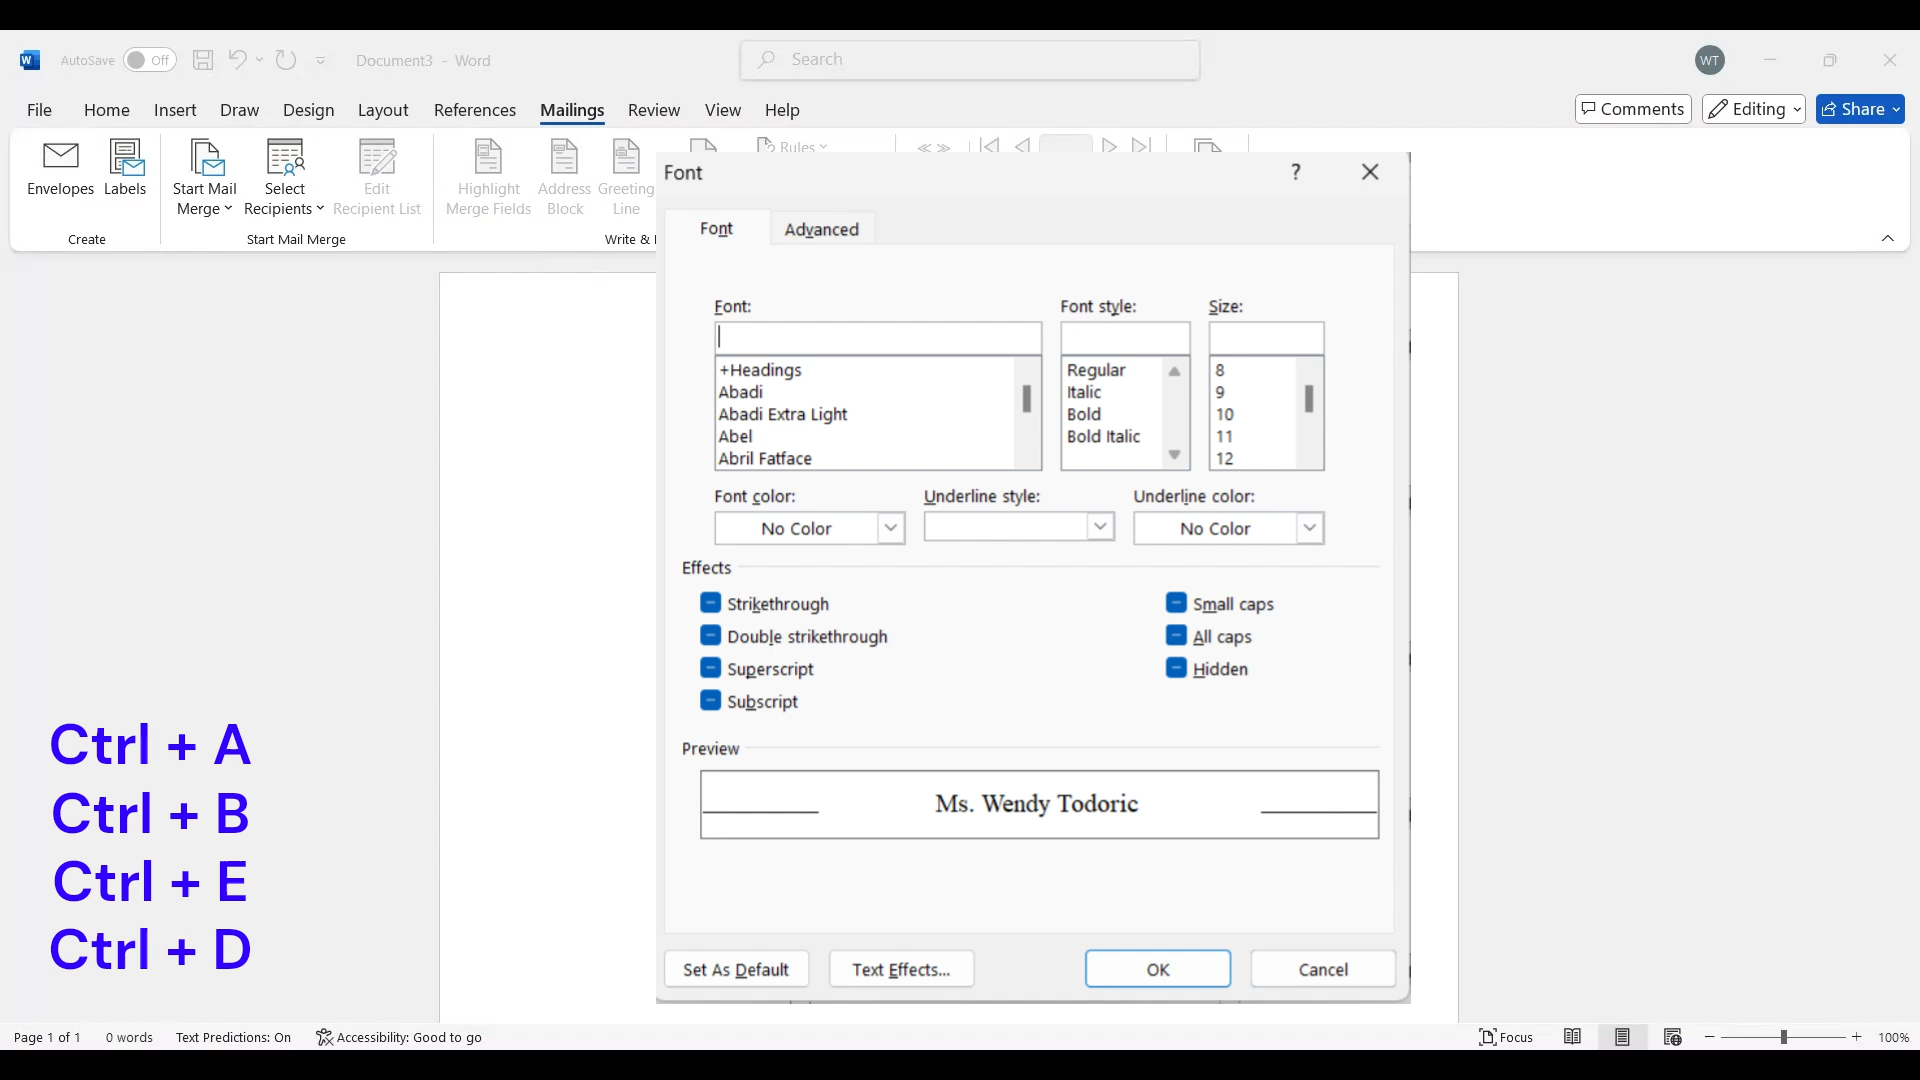 W AutoSave Off Document3 - Word Search WT
File Home Insert Draw Design Layout References Mailings Review View Help Comments Editing Share
Envelopes Labels Start Mail Select Edit Highlight Address Greeting Rules
Merge Recipients Recipient List Merge Fields Block Line
Create Start Mail Merge Write &
Font ?
Font Advanced
Font: Font style: Size:
+Headings Regular 8
Abadi Italic 9
Abadi Extra Light Bold 10
Abel Bold Italic 11
Abril Fatface 12
Font color: Underline style: Underline color:
No Color No Color
Effects
Strikethrough Small caps
Double strikethrough All caps
Superscript Hidden
Subscript
Preview
Ms. Wendy Todoric
Set As Default Text Effects... OK Cancel
Ctrl + A
Ctrl + B
Ctrl + E
Ctrl + D
Page 1 of 1 0 words Text Predictions: On Accessibility: Good to go Focus 100%